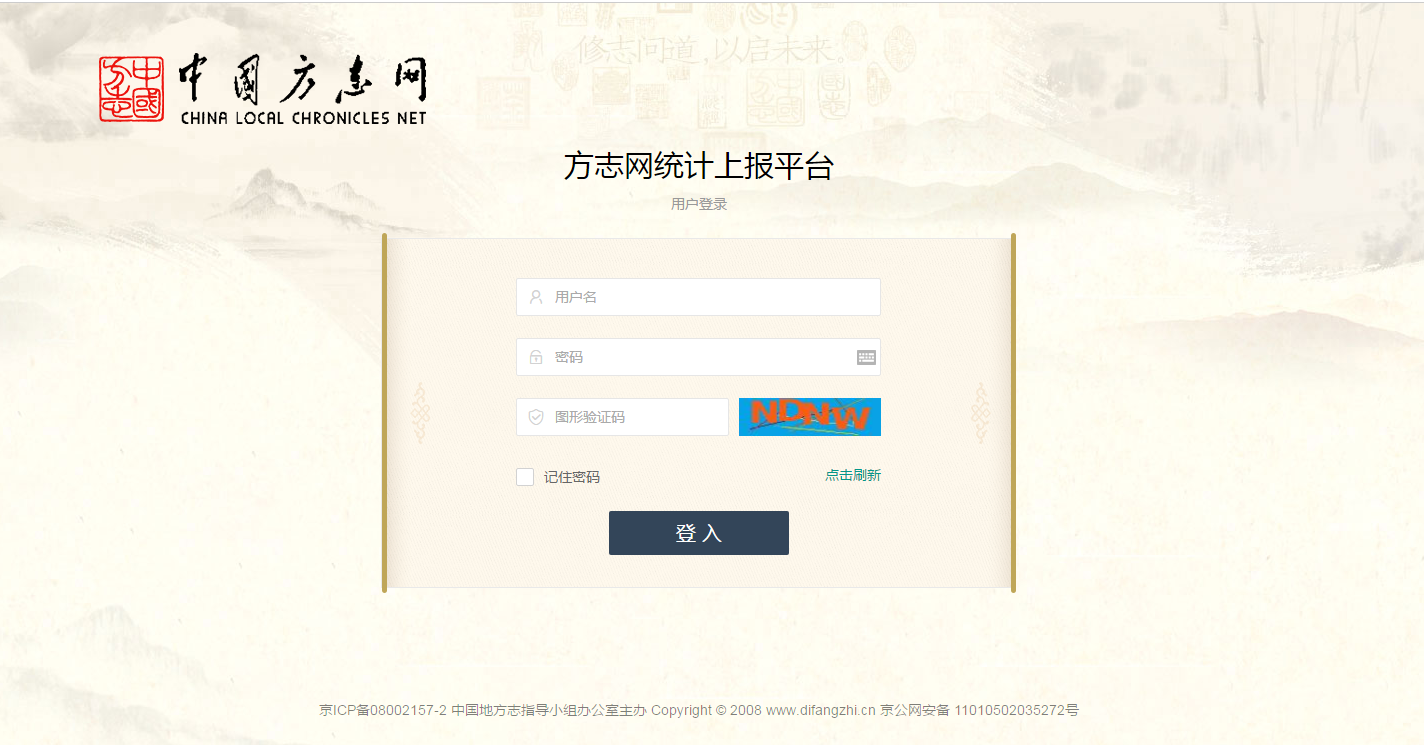 修志问道,以启未来。
中國方志
中国方志网
CHINA LOCAL CHRONICLES NET
方志网统计上报平台
用户登录
用户名
密码
图形验证码
NDNW
记住密码
点击刷新
登入
京ICP备08002157-2 中国地方志指导小组办公室主办 Copyright © 2008 www.difangzhi.cn 京公网安备 11010502035272号